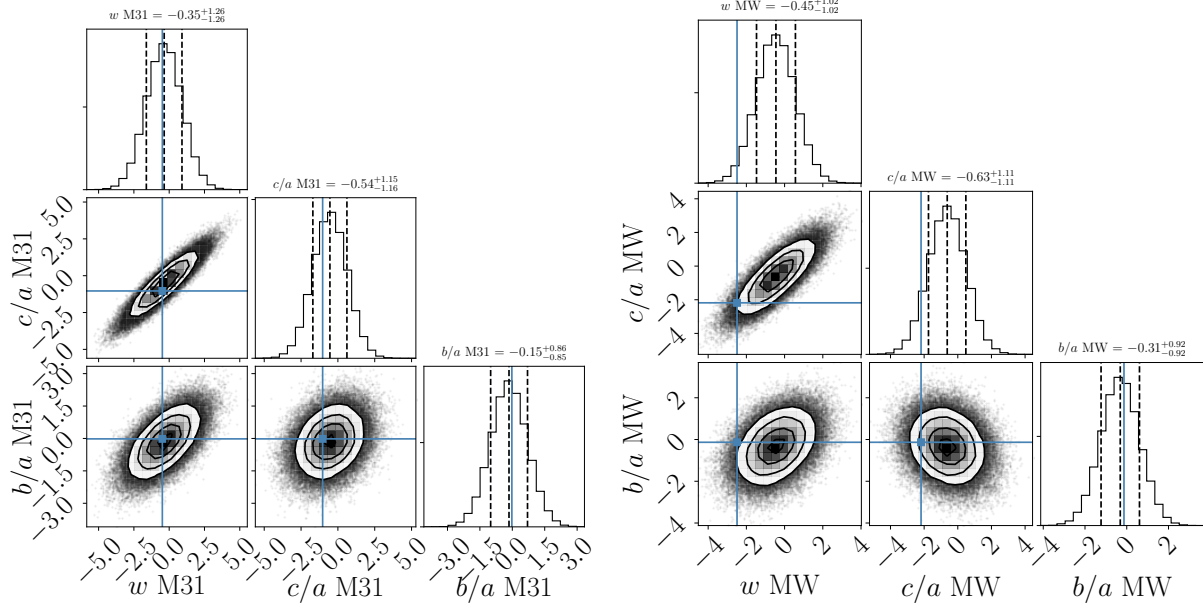 w M31 = −0.35+1.26−1.26
w MW = −0.45+1.02−1.02
c/a M31 = −0.54+1.15−1.16
c/a MW = −0.63+1.11−1.11
b/a M31 = −0.15+0.86−0.85
b/a MW = −0.31+0.92−0.92
c/a M31
5.0
2.5
0.0
−2.5
−5.0
b/a M31
3.0
1.5
0.0
−1.5
−3.0
−5.0 −2.5 0.0 2.5 5.0
w M31
−5.0 −2.5 0.0 2.5 5.0
c/a M31
−3.0 −1.5 0.0 1.5 3.0
b/a M31
c/a MW
4
2
0
−2
−4
b/a MW
2
0
−2
−4
−4 −2 0 2 4
w MW
−4 −2 0 2 4
c/a MW
−4 −2 0 2
b/a MW